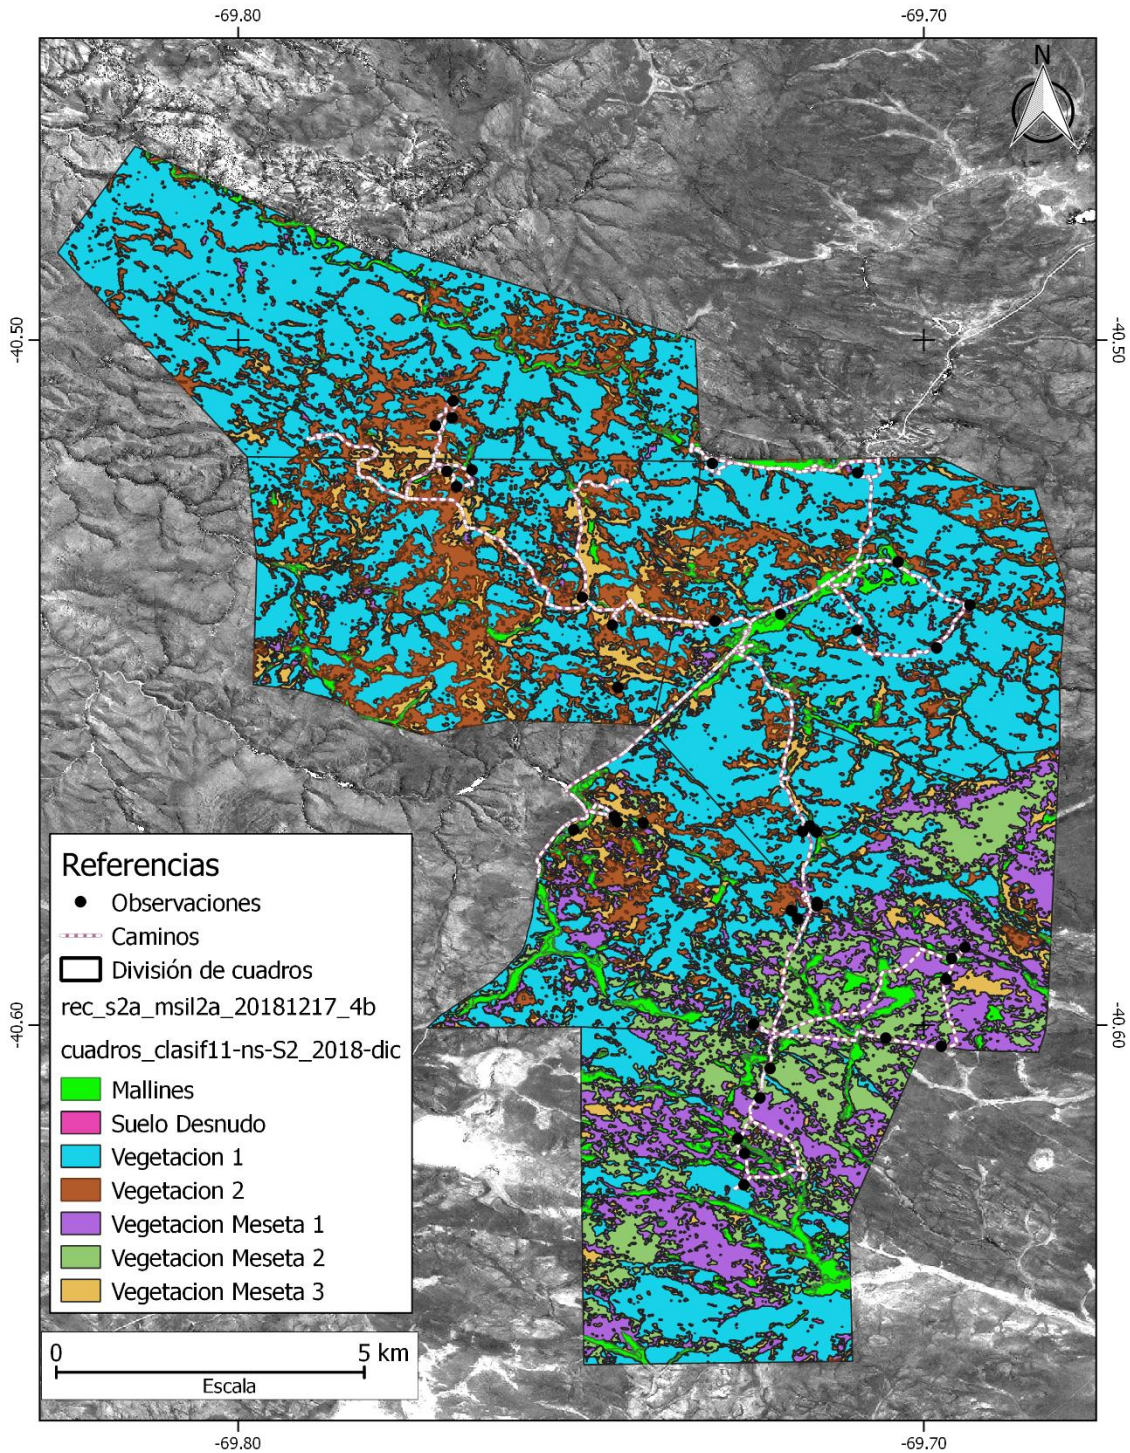 -69.80
-69.70
N
-40.50
-40.50
Referencias
Observaciones
Caminos
División de cuadros
rec_s2a_msil2a_20181217_4b
cuadros_clasif11-ns-S2_2018-dic
Mallines
Suelo Desnudo
Vegetacion 1
Vegetacion 2
Vegetacion Meseta 1
Vegetacion Meseta 2
Vegetacion Meseta 3
-40.60
-40.60
0
5 km
Escala
-69.80
-69.70